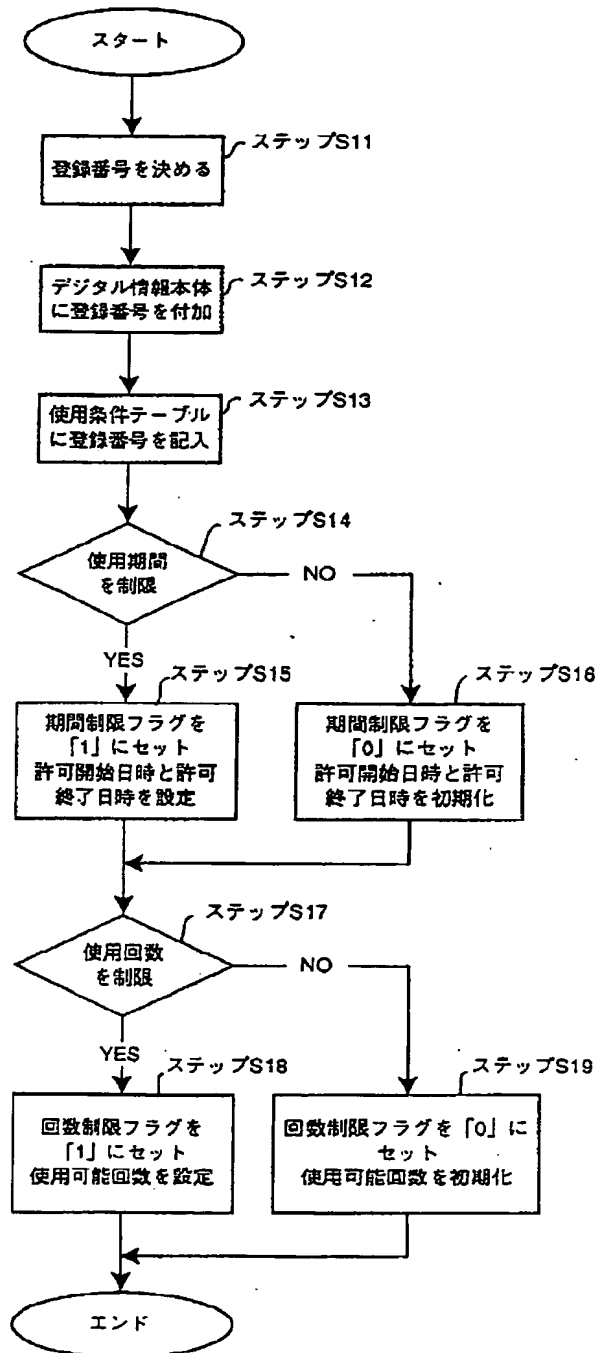 スタート
ステップS11
登録番号を決める
ステップS12
デジタル情報本体
に登録番号を付加
ステップS13
使用条件テーブル
に登録番号を記入
ステップS14
使用期間
を制限
NO
YES
ステップS15
期間制限フラグを
「1」にセット
許可開始日時と許可
終了日時を設定
ステップS16
期間制限フラグを
「0」にセット
許可開始日時と許可
終了日時を初期化
ステップS17
使用回数
を制限
NO
YES
ステップS18
回数制限フラグを
「1」にセット
使用可能回数を設定
ステップS19
回数制限フラグを「0」に
セット
使用可能回数を初期化
エンド